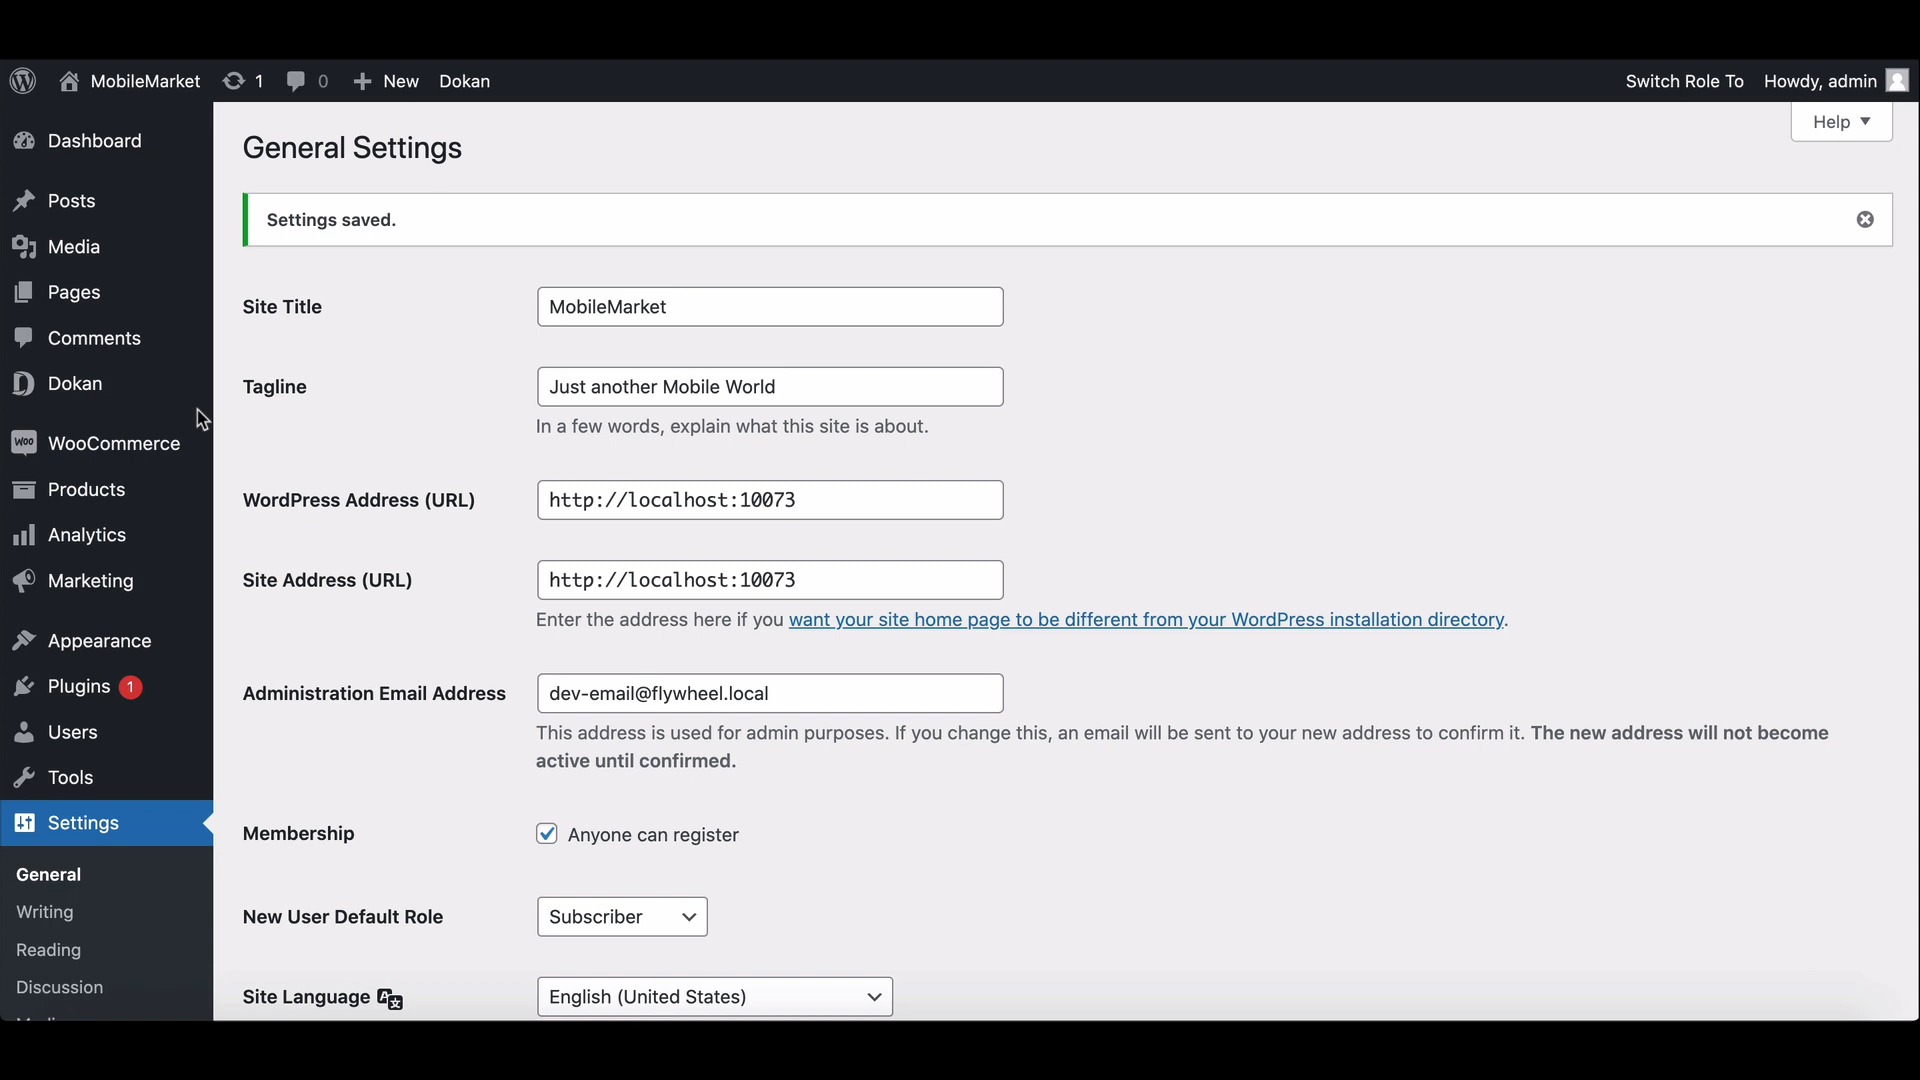 MobileMarket 1 0 New Dokan Switch Role To Howdy, admin
Help
Dashboard
Posts
Media
Pages
Comments
Dokan
WOO WooCommerce
Products
Analytics
Marketing
Appearance
Plugins 1
Users
Tools
Settings
General
Writing
Reading
Discussion
General Settings
Settings saved.
Site Title MobileMarket
Tagline Just another Mobile World
In a few words, explain what this site is about.
WordPress Address (URL) http://localhost:10073
Site Address (URL) http://localhost:10073
Enter the address here if you want your site home page to be different from your WordPress installation directory.
Administration Email Address dev-email@flywheel.local
This address is used for admin purposes. If you change this, an email will be sent to your new address to confirm it. The new address will not become
active until confirmed.
Membership Anyone can register
New User Default Role Subscriber
Site Language English (United States)